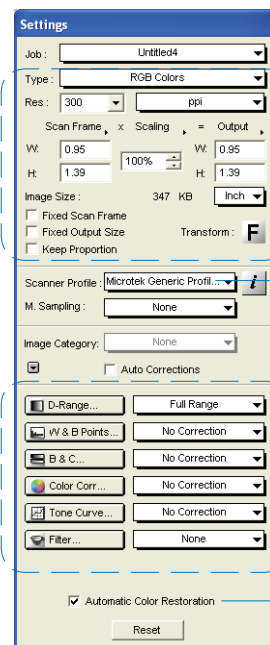 Settings
Job : Untitled4
Type : RGB Colors
Res : 300 ppi
Scan Frame x Scaling = Output
W: 0.95 100% W: 0.95
H: 1.39 H: 1.39
Image Size : 347 KB Inch
Fixed Scan Frame
Fixed Output Size Transform : F
Keep Proportion
Scanner Profile : Microtek Generic Profil... i
M. Sampling : None
Image Category: None
Auto Corrections
D-Range... Full Range
W & B Points... No Correction
B & C... No Correction
Color Corr... No Correction
Tone Curve... No Correction
Filter... None
Automatic Color Restoration
Reset